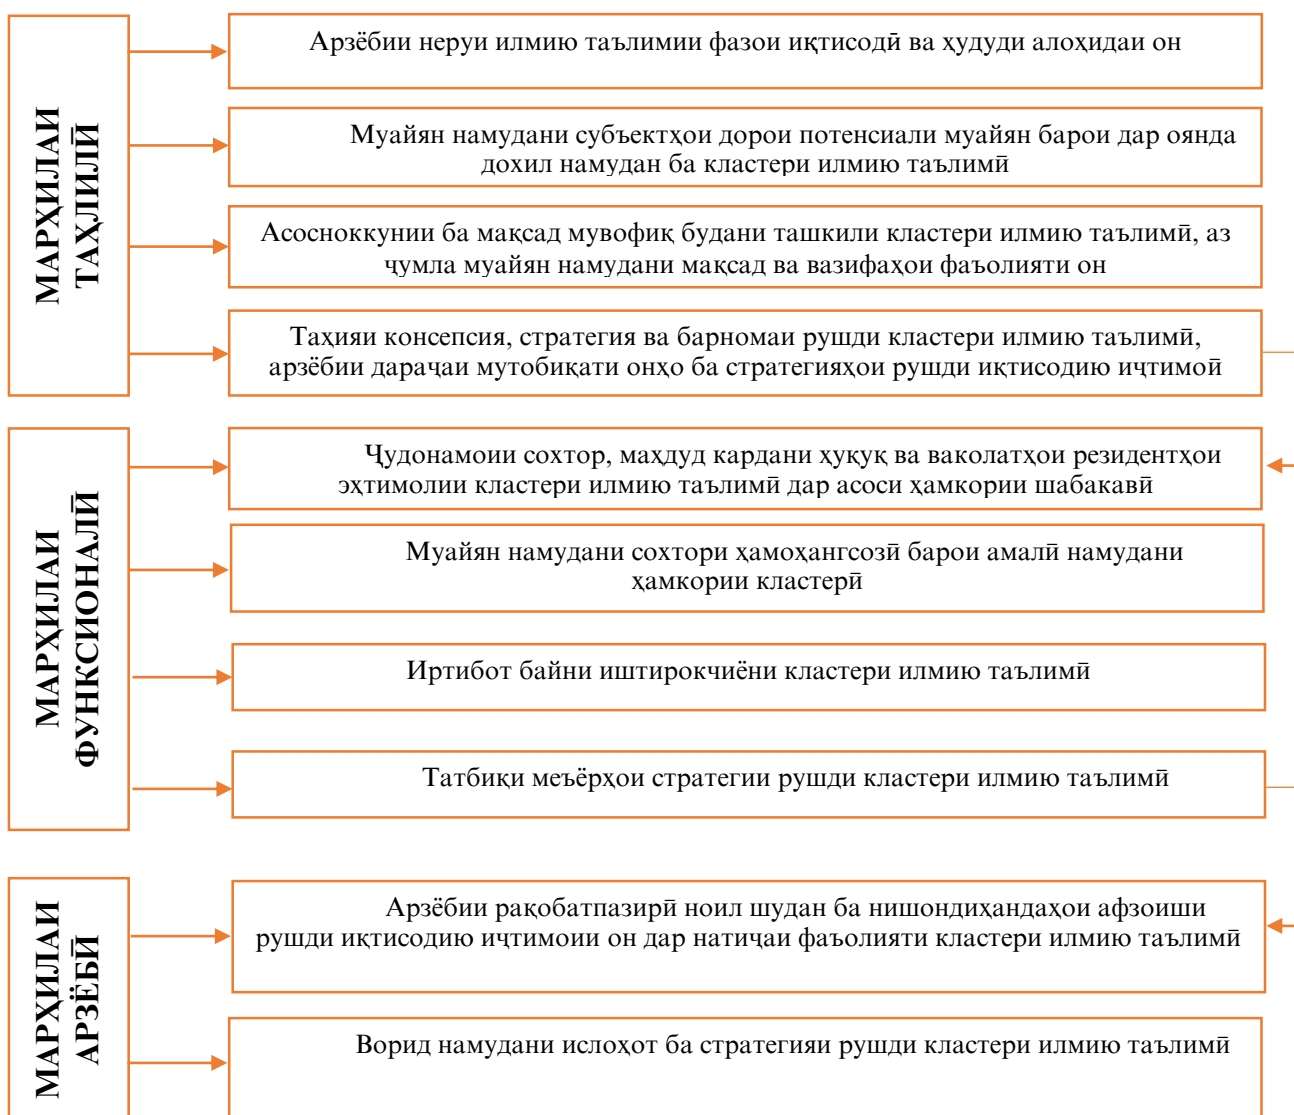 МАРҲИЛАИ
ТАҲЛИЛӢ
Арзёбии неруи илмию таълимии фазои иқтисодӣ ва ҳудуди алоҳидаи он
Муайян намудани субъектҳои дорои потенсиали муайян барои дар оянда
дохил намудан ба кластери илмию таълимӣ
Асосноккунии ба мақсад мувофиқ будани ташкили кластери илмию таълимӣ, аз
ҷумла муайян намудани мақсад ва вазифаҳои фаъолияти он
Таҳияи консепсия, стратегия ва барномаи рушди кластери илмию таълимӣ,
арзёбии дараҷаи мутобиқати онҳо ба стратегияҳои рушди иқтисодию иҷтимоӣ
МАРҲИЛАИ
ФУНКСИОНАЛӢ
Ҷудонамоии сохтор, маҳдуд кардани ҳуқуқ ва ваколатҳои резидентҳои
эҳтимолии кластери илмию таълимӣ дар асоси ҳамкории шабакавӣ
Муайян намудани сохтори ҳамоҳангсозӣ барои амалӣ намудани
ҳамкории кластерӣ
Иртибот байни иштирокчиёни кластери илмию таълимӣ
Татбиқи меъёрҳои стратегии рушди кластери илмию таълимӣ
МАРҲИЛАИ
АРЗЁБӢ
Арзёбии рақобатпазирӣ ноил шудан ба нишондиҳандаҳои афзоиши
рушди иқтисодию иҷтимоии он дар натиҷаи фаъолияти кластери илмию таълимӣ
Ворид намудани ислоҳот ба стратегияи рушди кластери илмию таълимӣ